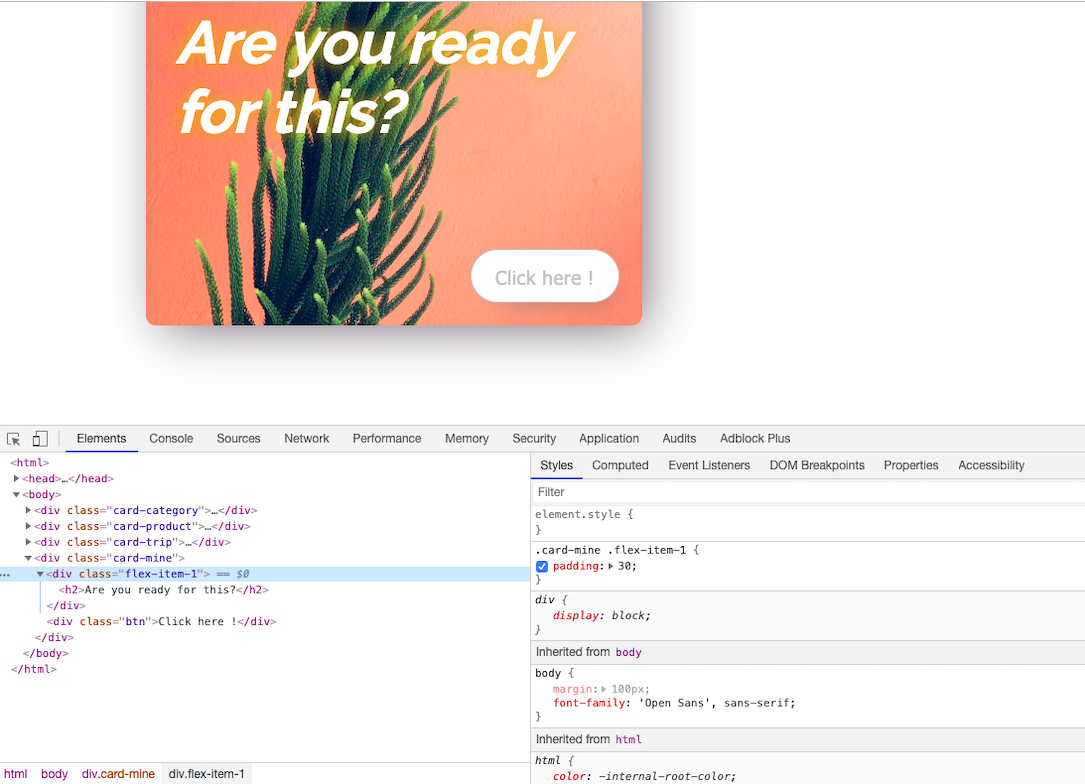 Are you ready
for this?
Click here !
Elements Console Sources Network Performance Memory Security Application Audits Adblock Plus
<html>
<head>…</head>
<body>
<div class="card-category">…</div>
<div class="card-product">…</div>
<div class="card-trip">…</div>
<div class="card-mine">
<div class="flex-item-1"> == $0
<h2>Are you ready for this?</h2>
</div>
<div class="btn">Click here !</div>
</div>
</body>
</html>
html body div.card-mine div.flex-item-1
Styles Computed Event Listeners DOM Breakpoints Properties Accessibility
Filter
element.style {
}
.card-mine .flex-item-1 {
padding: 30;
}
div {
display: block;
}
Inherited from body
body {
margin: 100px;
font-family: 'Open Sans', sans-serif;
}
Inherited from html
html {
color: -internal-root-color;